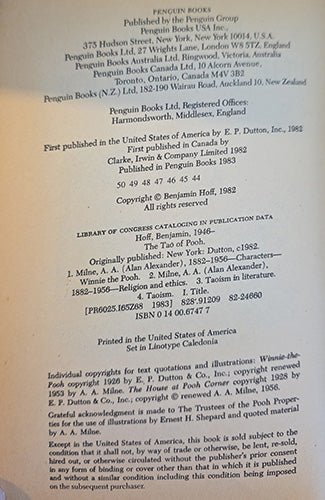 PENGUIN BOOKS
Published by the Penguin Group
Penguin Books USA Inc.,
375 Hudson Street, New York, New York 10014, U.S.A.
Penguin Books Ltd, 27 Wrights Lane, London W8 5TZ, England
Penguin Books Australia Ltd, Ringwood, Victoria, Australia
Penguin Books Canada Ltd, 10 Alcorn Avenue,
Toronto, Ontario, Canada M4V 3B2
Penguin Books (N.Z.) Ltd, 182-190 Wairau Road, Auckland 10, New Zealand
Penguin Books Ltd, Registered Offices:
Harmondsworth, Middlesex, England
First published in the United States of America by E. P. Dutton, Inc., 1982
First published in Canada by
Clarke, Irwin & Company Limited 1982
Published in Penguin Books 1983
50 49 48 47 46 45 44
Copyright © Benjamin Hoff, 1982
All rights reserved
LIBRARY OF CONGRESS CATALOGING IN PUBLICATION DATA
Hoff, Benjamin, 1946–
The Tao of Pooh.
Originally published: New York: Dutton, c1982.
1. Milne, A. A. (Alan Alexander), 1882–1956—Characters—
Winnie the Pooh. 2. Milne, A. A. (Alan Alexander),
1882–1956—Religion and ethics. 3. Taoism in literature.
4. Taoism. I. Title.
[PR6025.I65Z68 1983] 828'.91209 82-24660
ISBN 0 14 00.6747 7
Printed in the United States of America
Set in Linotype Caledonia
Individual copyrights for text quotations and illustrations: Winnie-the-
Pooh copyright 1926 by E. P. Dutton & Co., Inc.; copyright renewed
1953 by A. A. Milne. The House at Pooh Corner copyright 1928 by
E. P. Dutton & Co., Inc.; copyright renewed A. A. Milne, 1956.
Grateful acknowledgment is made to The Trustees of the Pooh Proper-
ties for the use of illustrations by Ernest H. Shepard and quoted material
by A. A. Milne.
Except in the United States of America, this book is sold subject to the
condition that it shall not, by way of trade or otherwise, be lent, re-sold,
hired out, or otherwise circulated without the publisher's prior consent
in any form of binding or cover other than that in which it is published
and without a similar condition including this condition being imposed
on the subsequent purchaser.